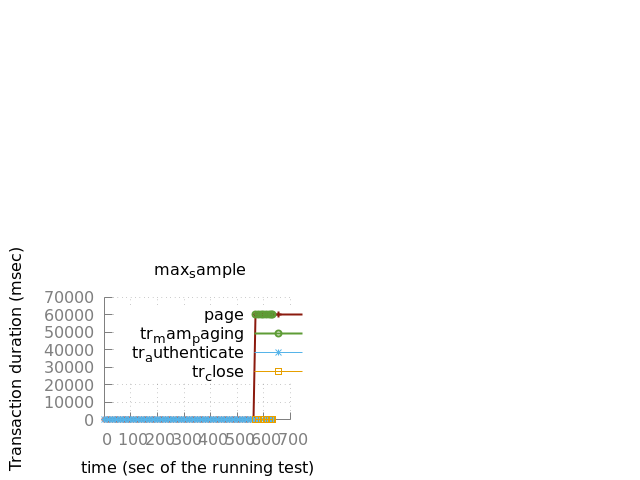 max_sample
Transaction duration (msec)
70000
60000
50000
40000
30000
20000
10000
0
page
tr_mam_paging
tr_authenticate
tr_close
0 100 200 300 400 500 600 700
time (sec of the running test)